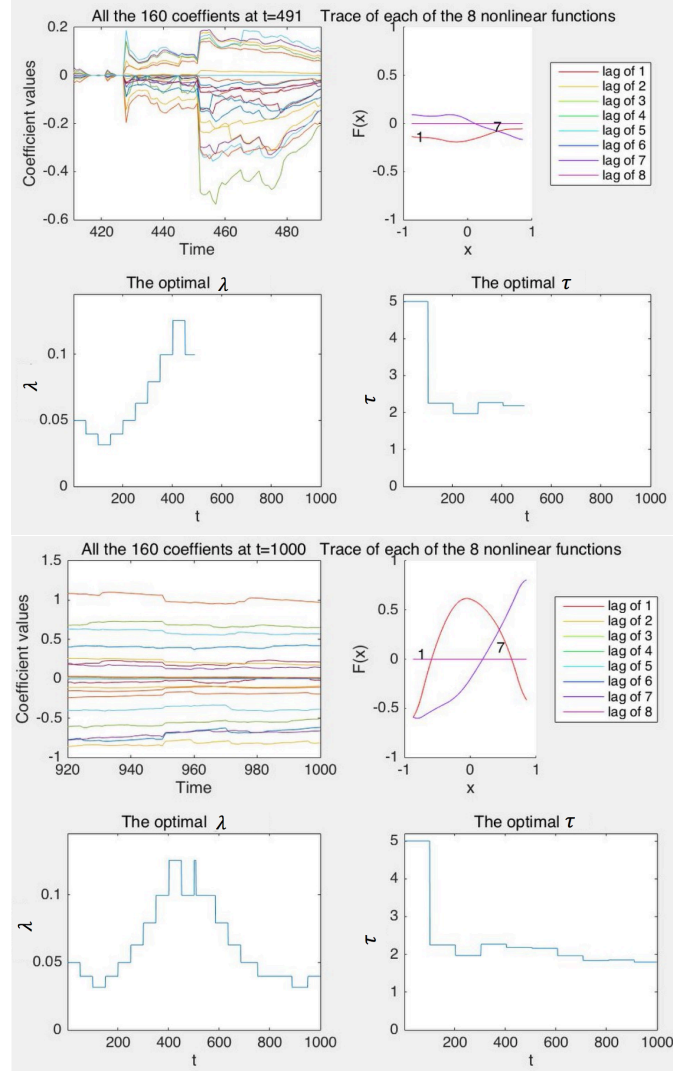 All the 160 coeffients at t=491 Trace of each of the 8 nonlinear functions
0.2
0
-0.2
-0.4
-0.6
Coefficient values
420 440 460 480
Time
1
0.5
0
-0.5
-1
F(x)
1
7
-1 0 1
x
lag of 1
lag of 2
lag of 3
lag of 4
lag of 5
lag of 6
lag of 7
lag of 8
The optimal λ
0.1
0.05
0
λ
200 400 600 800 1000
t
The optimal τ
5
4
3
2
1
0
τ
200 400 600 800 1000
t
All the 160 coeffients at t=1000 Trace of each of the 8 nonlinear functions
1.5
1
0.5
0
-0.5
-1
Coefficient Values
920 940 960 980 1000
Time
1
0.5
0
-0.5
-1
F(x)
1
7
-1 0 1
x
lag of 1
lag of 2
lag of 3
lag of 4
lag of 5
lag of 6
lag of 7
lag of 8
The optimal λ
0.1
0.05
0
λ
200 400 600 800 1000
t
The optimal τ
5
4
3
2
1
0
τ
200 400 600 800 1000
t